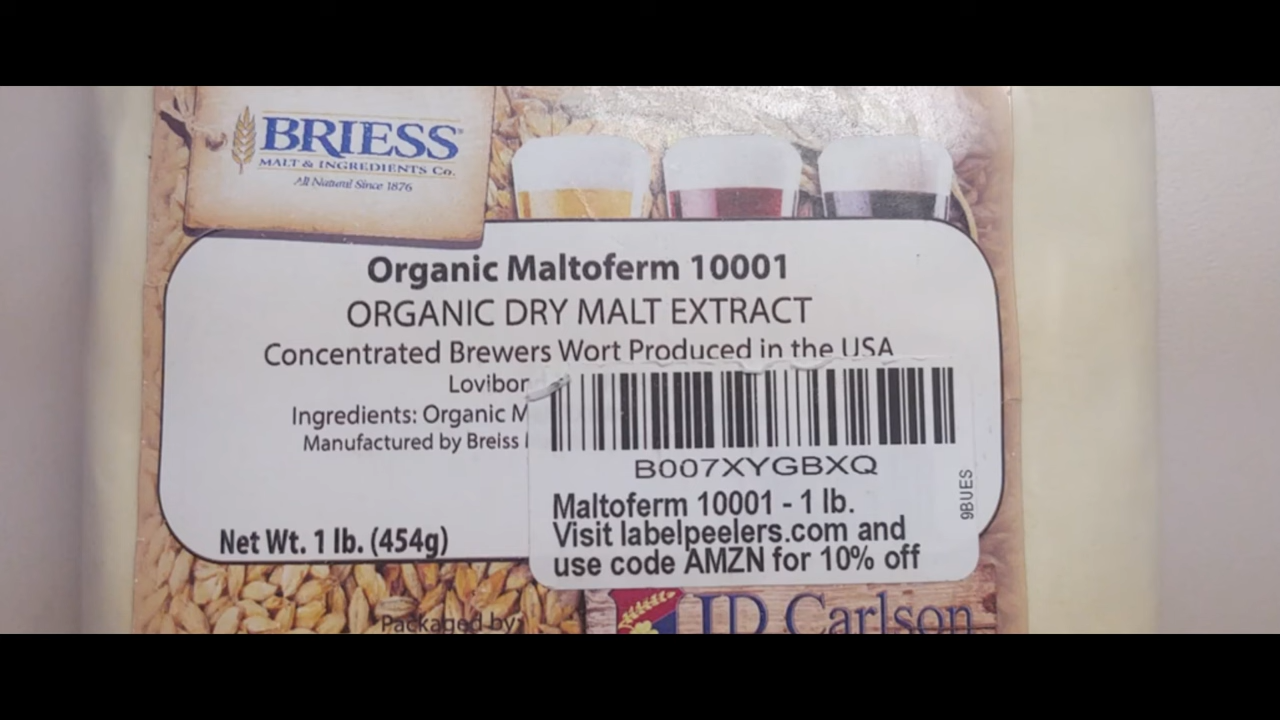 BRIESS®
MALT & INGREDIENTS Co.
All Natural Since 1876
Organic Maltoferm 10001
ORGANIC DRY MALT EXTRACT
Concentrated Brewers Wort Produced in the USA
Lovibon
Ingredients: Organic M
Manufactured by Breiss
B007XYGBXQ
9BUES
Maltoferm 10001 - 1 lb.
Visit labelpeelers.com and
use code AMZN for 10% off
Net Wt. 1 lb. (454g)
Packaged by:
JD Carlson